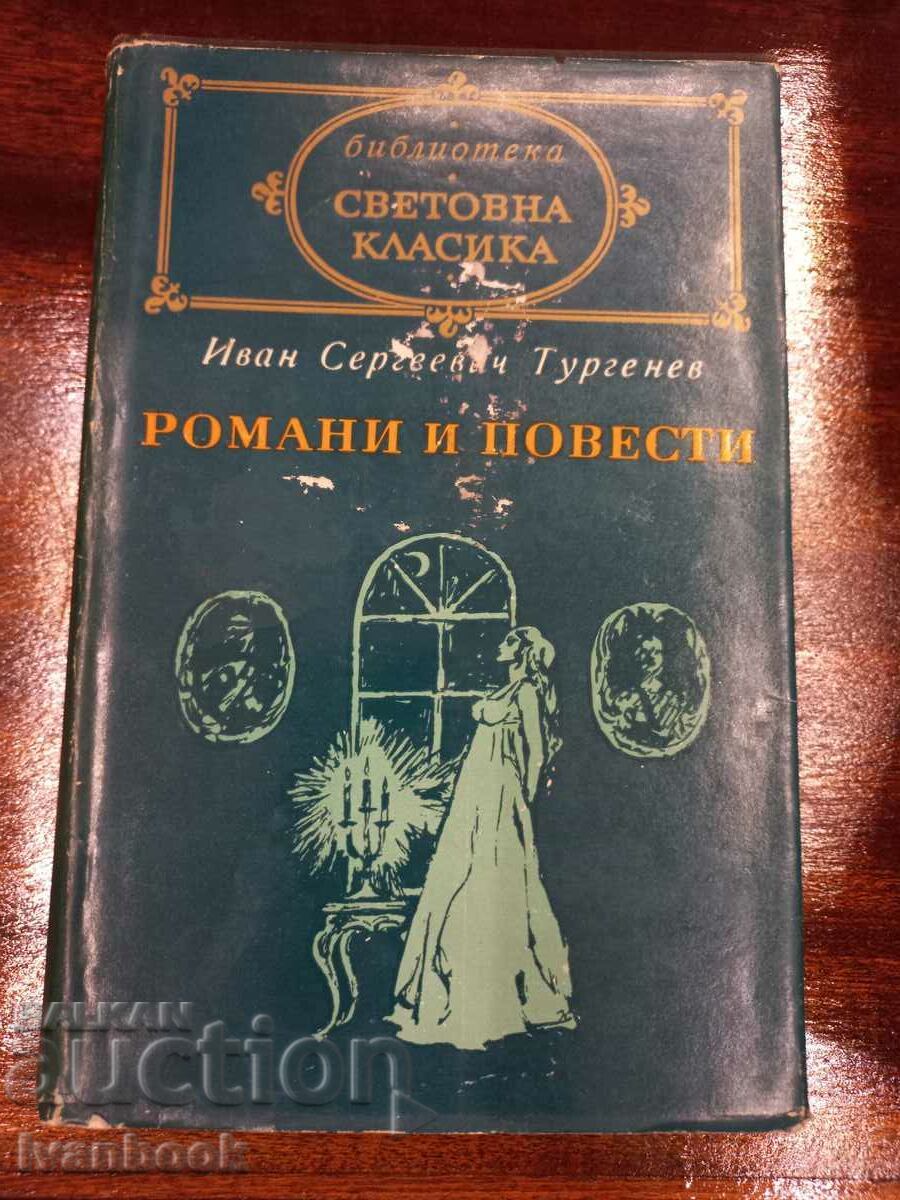 библиотека
СВЕТОВНА
КЛАСИКА
Иван Сергеевич Тургенев
РОМАНИ И ПОВЕСТИ
BALKAN
auction
Ivanbook